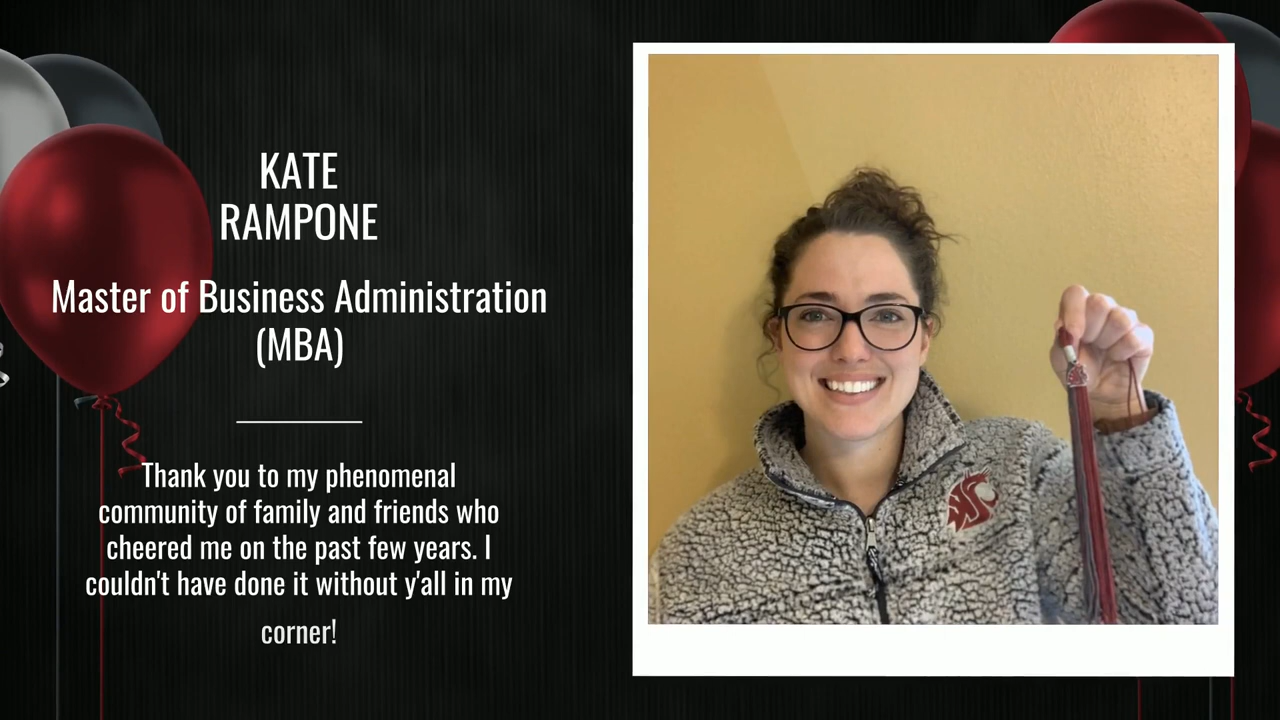 KATE
RAMPONE
Master of Business Administration
(MBA)
Thank you to my phenomenal
community of family and friends who
cheered me on the past few years. I
couldn't have done it without y'all in my
corner!